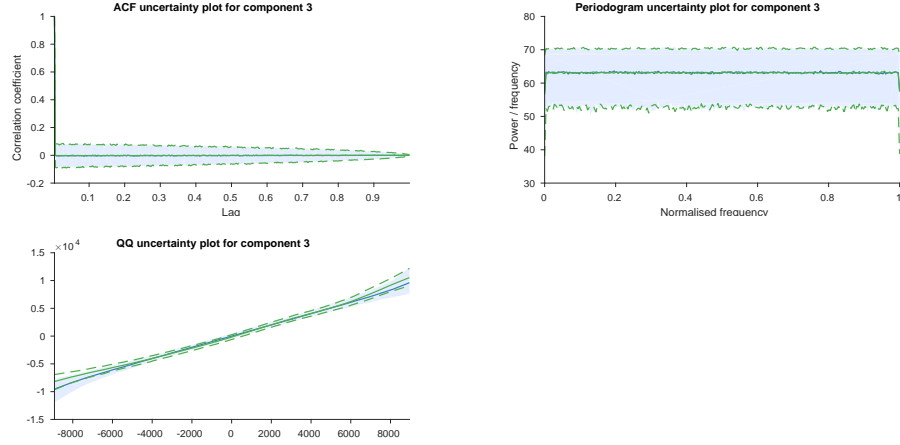 ACF uncertainty plot for component 3
Correlation coefficient
1
0.8
0.6
0.4
0.2
0
-0.2
0.1 0.2 0.3 0.4 0.5 0.6 0.7 0.8 0.9
Lag
Periodogram uncertainty plot for component 3
Power / frequency
80
70
60
50
40
30
0 0.2 0.4 0.6 0.8 1
Normalised frequency
QQ uncertainty plot for component 3
×10^4
1.5
1
0.5
0
-0.5
-1
-1.5
-8000 -6000 -4000 -2000 0 2000 4000 6000 8000